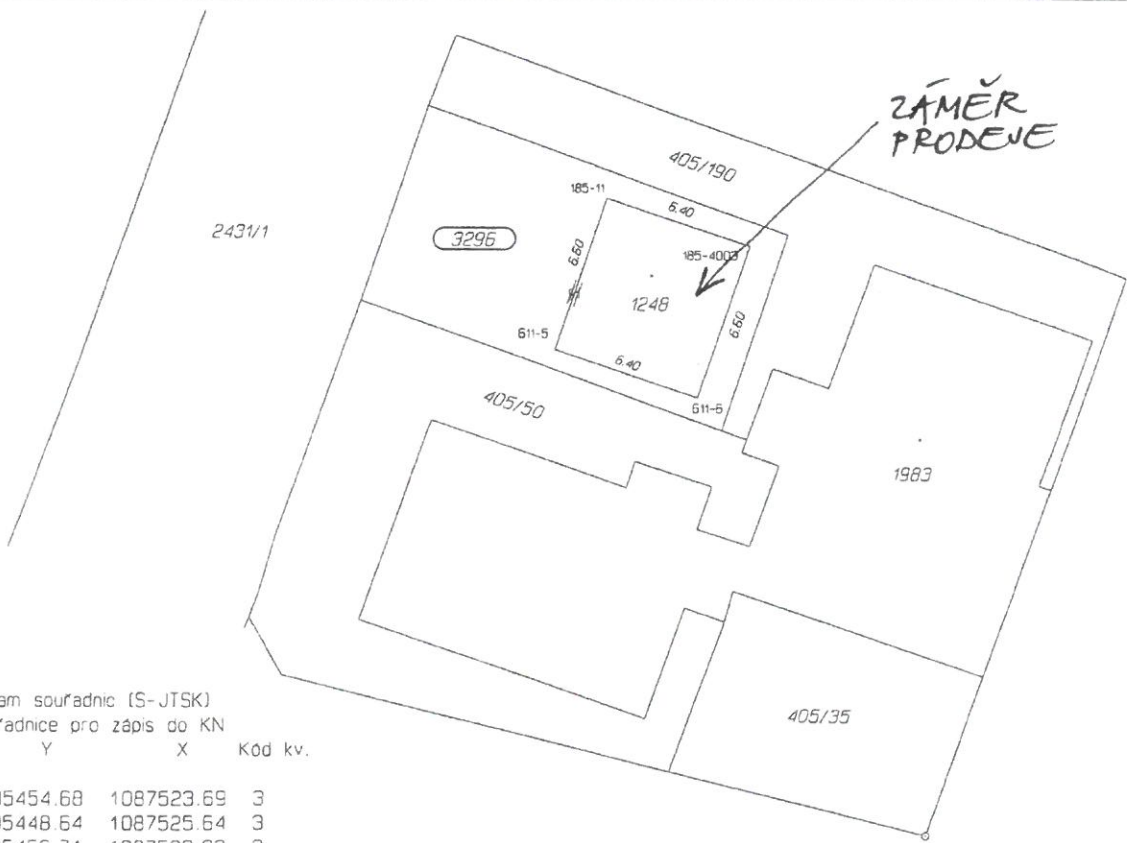 ZÁMĚR
PRODEJE
405/190
185-11
6.40
2431/1
3296
6.60
185-4003
1248
6.60
611-5
6.40
405/50
611-6
1983
am souřadnic (S-JTSK)
řadnice pro zápis do KN
Y X Kód kv.
405/35
5454.68 1087523.69 3
5448.64 1087525.64 3